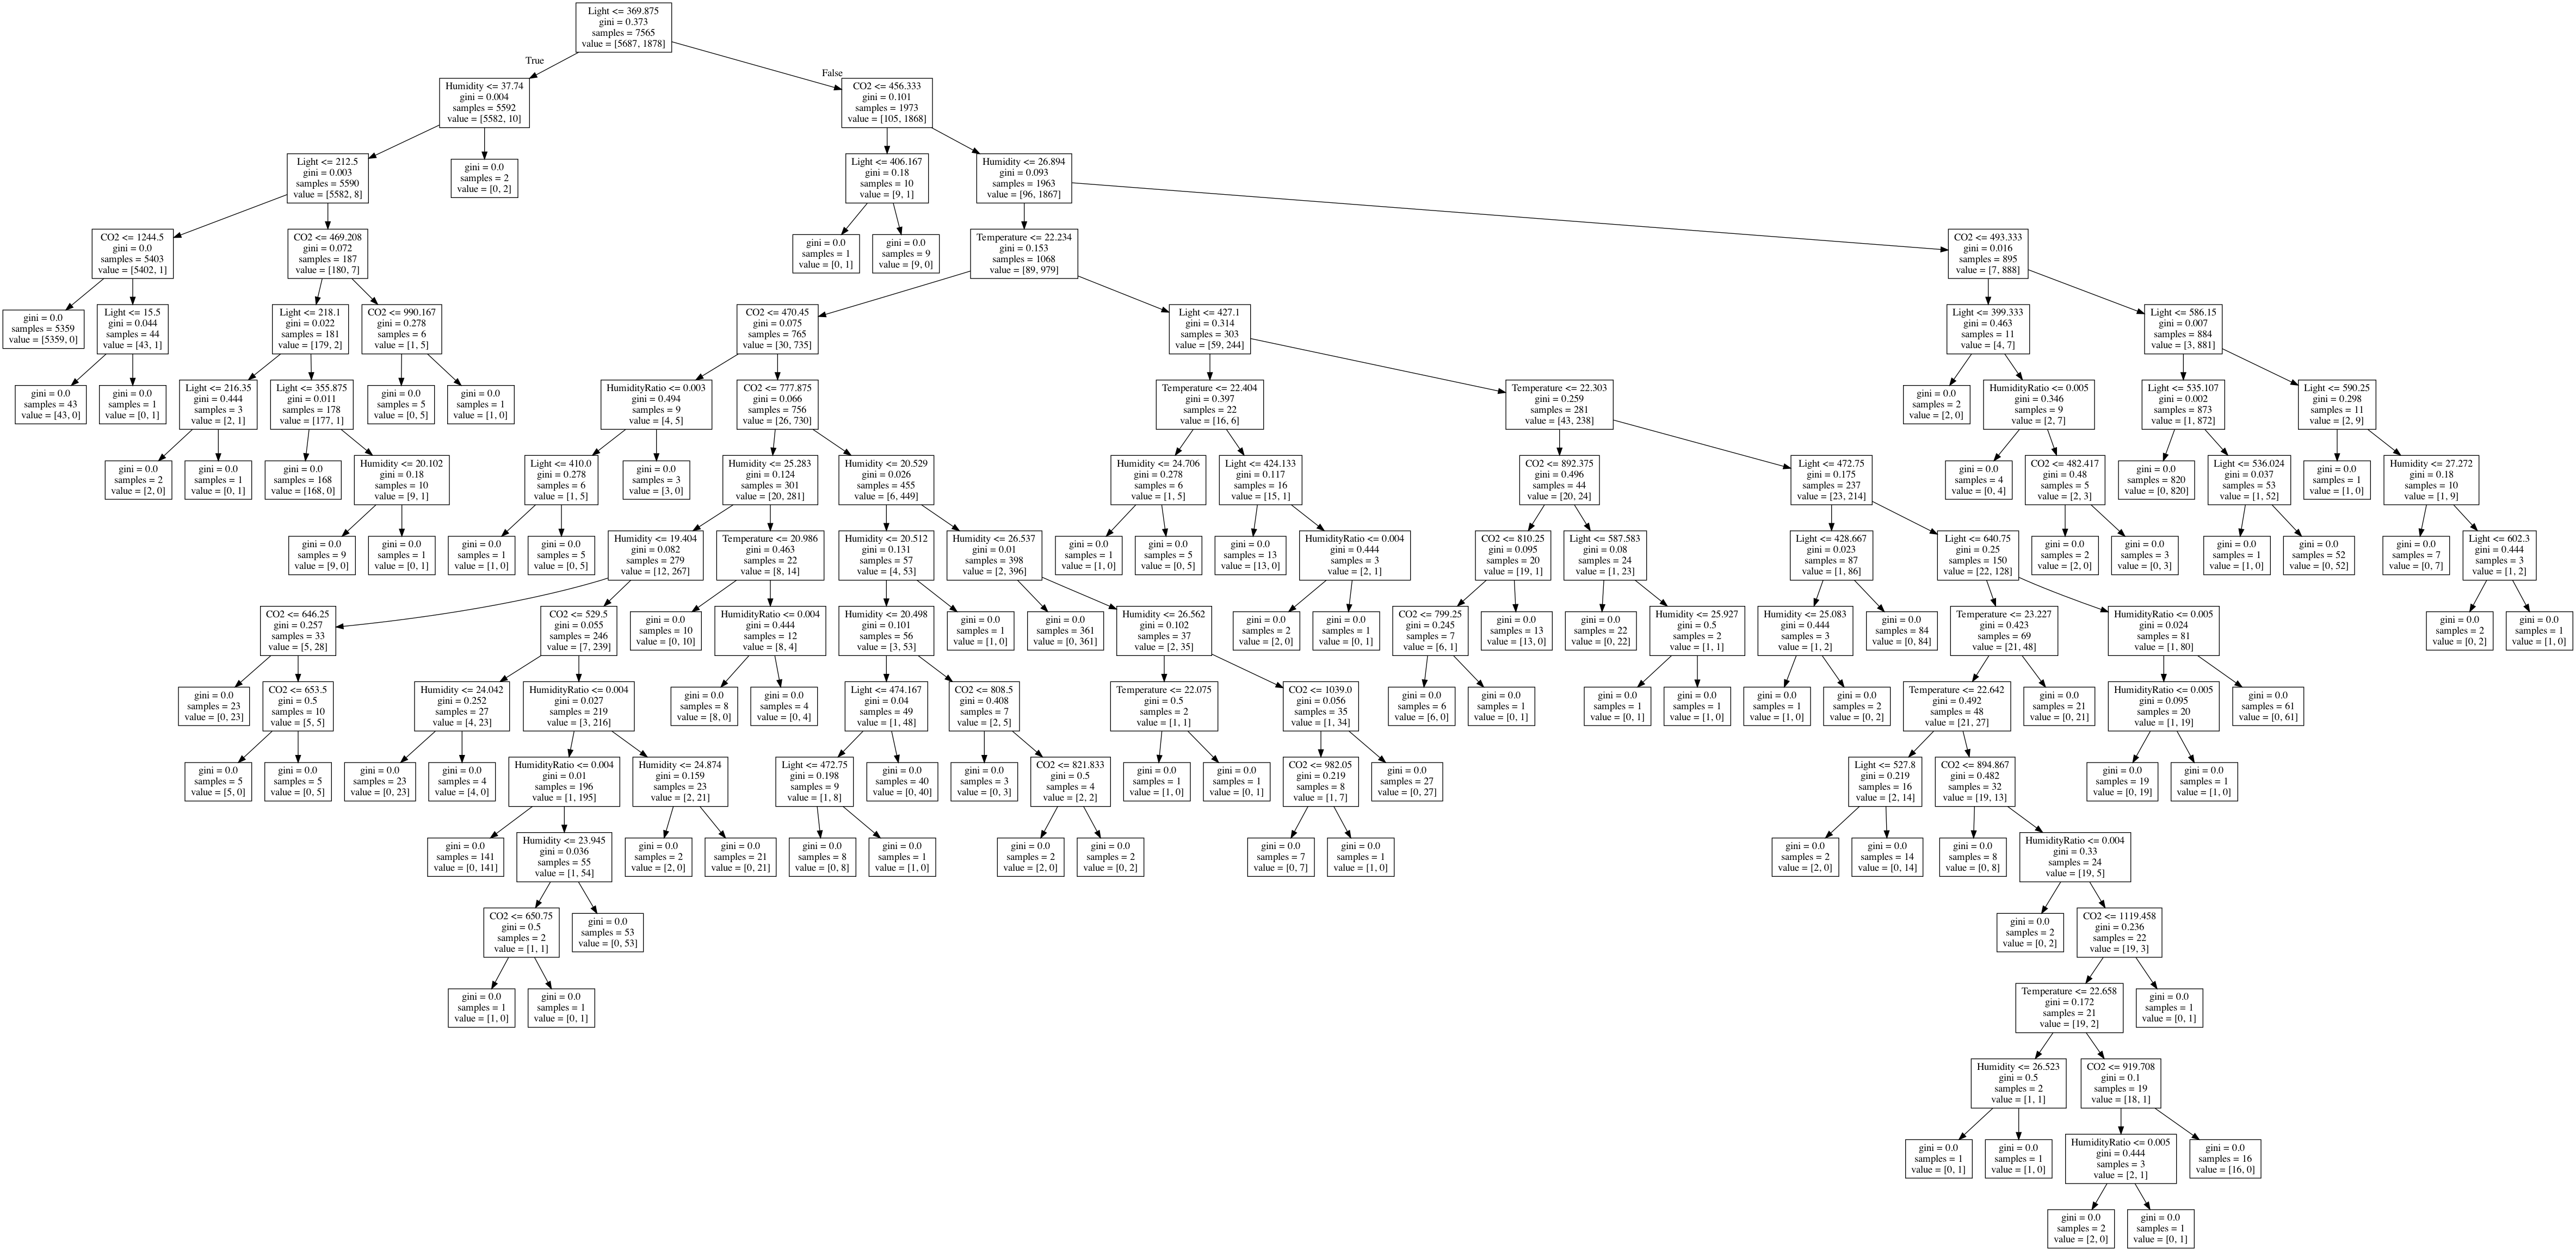 Light <= 369.875
gini = 0.373
samples = 7565
value = [5687, 1878]
True
False
Humidity <= 37.74
gini = 0.004
samples = 5592
value = [5582, 10]
CO2 <= 456.333
gini = 0.101
samples = 1973
value = [105, 1868]
Light <= 212.5
gini = 0.003
samples = 5590
value = [5582, 8]
gini = 0.0
samples = 2
value = [0, 2]
Light <= 406.167
gini = 0.18
samples = 10
value = [9, 1]
Humidity <= 26.894
gini = 0.093
samples = 1963
value = [96, 1867]
CO2 <= 1244.5
gini = 0.0
samples = 5403
value = [5402, 1]
CO2 <= 469.208
gini = 0.072
samples = 187
value = [180, 7]
gini = 0.0
samples = 1
value = [0, 1]
gini = 0.0
samples = 9
value = [9, 0]
Temperature <= 22.234
gini = 0.153
samples = 1068
value = [89, 979]
CO2 <= 493.333
gini = 0.016
samples = 895
value = [7, 888]
gini = 0.0
samples = 5359
value = [5359, 0]
Light <= 15.5
gini = 0.044
samples = 44
value = [43, 1]
Light <= 218.1
gini = 0.022
samples = 181
value = [179, 2]
CO2 <= 990.167
gini = 0.278
samples = 6
value = [1, 5]
CO2 <= 470.45
gini = 0.075
samples = 765
value = [30, 735]
Light <= 427.1
gini = 0.314
samples = 303
value = [59, 244]
Light <= 399.333
gini = 0.463
samples = 11
value = [4, 7]
Light <= 586.15
gini = 0.007
samples = 884
value = [3, 881]
gini = 0.0
samples = 43
value = [43, 0]
gini = 0.0
samples = 1
value = [0, 1]
Light <= 216.35
gini = 0.444
samples = 3
value = [2, 1]
Light <= 355.875
gini = 0.011
samples = 178
value = [177, 1]
gini = 0.0
samples = 5
value = [0, 5]
gini = 0.0
samples = 1
value = [1, 0]
HumidityRatio <= 0.003
gini = 0.494
samples = 9
value = [4, 5]
CO2 <= 777.875
gini = 0.066
samples = 756
value = [26, 730]
Temperature <= 22.404
gini = 0.397
samples = 22
value = [16, 6]
Temperature <= 22.303
gini = 0.259
samples = 281
value = [43, 238]
gini = 0.0
samples = 2
value = [2, 0]
HumidityRatio <= 0.005
gini = 0.346
samples = 9
value = [2, 7]
Light <= 535.107
gini = 0.002
samples = 873
value = [1, 872]
Light <= 590.25
gini = 0.298
samples = 11
value = [2, 9]
gini = 0.0
samples = 2
value = [2, 0]
gini = 0.0
samples = 1
value = [0, 1]
gini = 0.0
samples = 168
value = [168, 0]
Humidity <= 20.102
gini = 0.18
samples = 10
value = [9, 1]
Light <= 410.0
gini = 0.278
samples = 6
value = [1, 5]
gini = 0.0
samples = 3
value = [3, 0]
Humidity <= 25.283
gini = 0.124
samples = 301
value = [20, 281]
Humidity <= 20.529
gini = 0.026
samples = 455
value = [6, 449]
Humidity <= 24.706
gini = 0.278
samples = 6
value = [1, 5]
Light <= 424.133
gini = 0.117
samples = 16
value = [15, 1]
CO2 <= 892.375
gini = 0.496
samples = 44
value = [20, 24]
Light <= 472.75
gini = 0.175
samples = 237
value = [23, 214]
gini = 0.0
samples = 4
value = [0, 4]
CO2 <= 482.417
gini = 0.48
samples = 5
value = [2, 3]
gini = 0.0
samples = 820
value = [0, 820]
Light <= 536.024
gini = 0.037
samples = 53
value = [1, 52]
gini = 0.0
samples = 1
value = [1, 0]
Humidity <= 27.272
gini = 0.18
samples = 10
value = [1, 9]
gini = 0.0
samples = 9
value = [9, 0]
gini = 0.0
samples = 1
value = [0, 1]
gini = 0.0
samples = 1
value = [1, 0]
gini = 0.0
samples = 5
value = [0, 5]
Humidity <= 19.404
gini = 0.082
samples = 279
value = [12, 267]
Temperature <= 20.986
gini = 0.463
samples = 22
value = [8, 14]
Humidity <= 20.512
gini = 0.131
samples = 57
value = [4, 53]
Humidity <= 26.537
gini = 0.01
samples = 398
value = [2, 396]
gini = 0.0
samples = 1
value = [1, 0]
gini = 0.0
samples = 5
value = [0, 5]
gini = 0.0
samples = 13
value = [13, 0]
HumidityRatio <= 0.004
gini = 0.444
samples = 3
value = [2, 1]
CO2 <= 810.25
gini = 0.095
samples = 20
value = [19, 1]
Light <= 587.583
gini = 0.08
samples = 24
value = [1, 23]
Light <= 428.667
gini = 0.023
samples = 87
value = [1, 86]
Light <= 640.75
gini = 0.25
samples = 150
value = [22, 128]
gini = 0.0
samples = 2
value = [2, 0]
gini = 0.0
samples = 3
value = [0, 3]
gini = 0.0
samples = 1
value = [1, 0]
gini = 0.0
samples = 52
value = [0, 52]
gini = 0.0
samples = 7
value = [0, 7]
Light <= 602.3
gini = 0.444
samples = 3
value = [1, 2]
CO2 <= 646.25
gini = 0.257
samples = 33
value = [5, 28]
CO2 <= 529.5
gini = 0.055
samples = 246
value = [7, 239]
gini = 0.0
samples = 10
value = [0, 10]
HumidityRatio <= 0.004
gini = 0.444
samples = 12
value = [8, 4]
Humidity <= 20.498
gini = 0.101
samples = 56
value = [3, 53]
gini = 0.0
samples = 1
value = [1, 0]
gini = 0.0
samples = 361
value = [0, 361]
Humidity <= 26.562
gini = 0.102
samples = 37
value = [2, 35]
gini = 0.0
samples = 2
value = [2, 0]
gini = 0.0
samples = 1
value = [0, 1]
CO2 <= 799.25
gini = 0.245
samples = 7
value = [6, 1]
gini = 0.0
samples = 13
value = [13, 0]
gini = 0.0
samples = 22
value = [0, 22]
Humidity <= 25.927
gini = 0.5
samples = 2
value = [1, 1]
Humidity <= 25.083
gini = 0.444
samples = 3
value = [1, 2]
gini = 0.0
samples = 84
value = [0, 84]
Temperature <= 23.227
gini = 0.423
samples = 69
value = [21, 48]
HumidityRatio <= 0.005
gini = 0.024
samples = 81
value = [1, 80]
gini = 0.0
samples = 2
value = [0, 2]
gini = 0.0
samples = 1
value = [1, 0]
gini = 0.0
samples = 23
value = [0, 23]
CO2 <= 653.5
gini = 0.5
samples = 10
value = [5, 5]
Humidity <= 24.042
gini = 0.252
samples = 27
value = [4, 23]
HumidityRatio <= 0.004
gini = 0.027
samples = 219
value = [3, 216]
gini = 0.0
samples = 8
value = [8, 0]
gini = 0.0
samples = 4
value = [0, 4]
Light <= 474.167
gini = 0.04
samples = 49
value = [1, 48]
CO2 <= 808.5
gini = 0.408
samples = 7
value = [2, 5]
Temperature <= 22.075
gini = 0.5
samples = 2
value = [1, 1]
CO2 <= 1039.0
gini = 0.056
samples = 35
value = [1, 34]
gini = 0.0
samples = 6
value = [6, 0]
gini = 0.0
samples = 1
value = [0, 1]
gini = 0.0
samples = 1
value = [0, 1]
gini = 0.0
samples = 1
value = [1, 0]
gini = 0.0
samples = 1
value = [1, 0]
gini = 0.0
samples = 2
value = [0, 2]
Temperature <= 22.642
gini = 0.492
samples = 48
value = [21, 27]
gini = 0.0
samples = 21
value = [0, 21]
HumidityRatio <= 0.005
gini = 0.095
samples = 20
value = [1, 19]
gini = 0.0
samples = 61
value = [0, 61]
gini = 0.0
samples = 5
value = [5, 0]
gini = 0.0
samples = 5
value = [0, 5]
gini = 0.0
samples = 23
value = [0, 23]
gini = 0.0
samples = 4
value = [4, 0]
HumidityRatio <= 0.004
gini = 0.01
samples = 196
value = [1, 195]
Humidity <= 24.874
gini = 0.159
samples = 23
value = [2, 21]
Light <= 472.75
gini = 0.198
samples = 9
value = [1, 8]
gini = 0.0
samples = 40
value = [0, 40]
gini = 0.0
samples = 3
value = [0, 3]
CO2 <= 821.833
gini = 0.5
samples = 4
value = [2, 2]
gini = 0.0
samples = 1
value = [1, 0]
gini = 0.0
samples = 1
value = [0, 1]
CO2 <= 982.05
gini = 0.219
samples = 8
value = [1, 7]
gini = 0.0
samples = 27
value = [0, 27]
Light <= 527.8
gini = 0.219
samples = 16
value = [2, 14]
CO2 <= 894.867
gini = 0.482
samples = 32
value = [19, 13]
gini = 0.0
samples = 19
value = [0, 19]
gini = 0.0
samples = 1
value = [1, 0]
gini = 0.0
samples = 141
value = [0, 141]
Humidity <= 23.945
gini = 0.036
samples = 55
value = [1, 54]
gini = 0.0
samples = 2
value = [2, 0]
gini = 0.0
samples = 21
value = [0, 21]
gini = 0.0
samples = 8
value = [0, 8]
gini = 0.0
samples = 1
value = [1, 0]
gini = 0.0
samples = 2
value = [2, 0]
gini = 0.0
samples = 2
value = [0, 2]
gini = 0.0
samples = 7
value = [0, 7]
gini = 0.0
samples = 1
value = [1, 0]
gini = 0.0
samples = 2
value = [2, 0]
gini = 0.0
samples = 14
value = [0, 14]
gini = 0.0
samples = 8
value = [0, 8]
HumidityRatio <= 0.004
gini = 0.33
samples = 24
value = [19, 5]
CO2 <= 650.75
gini = 0.5
samples = 2
value = [1, 1]
gini = 0.0
samples = 53
value = [0, 53]
gini = 0.0
samples = 2
value = [0, 2]
CO2 <= 1119.458
gini = 0.236
samples = 22
value = [19, 3]
gini = 0.0
samples = 1
value = [1, 0]
gini = 0.0
samples = 1
value = [0, 1]
Temperature <= 22.658
gini = 0.172
samples = 21
value = [19, 2]
gini = 0.0
samples = 1
value = [0, 1]
Humidity <= 26.523
gini = 0.5
samples = 2
value = [1, 1]
CO2 <= 919.708
gini = 0.1
samples = 19
value = [18, 1]
gini = 0.0
samples = 1
value = [0, 1]
gini = 0.0
samples = 1
value = [1, 0]
HumidityRatio <= 0.005
gini = 0.444
samples = 3
value = [2, 1]
gini = 0.0
samples = 16
value = [16, 0]
gini = 0.0
samples = 2
value = [2, 0]
gini = 0.0
samples = 1
value = [0, 1]